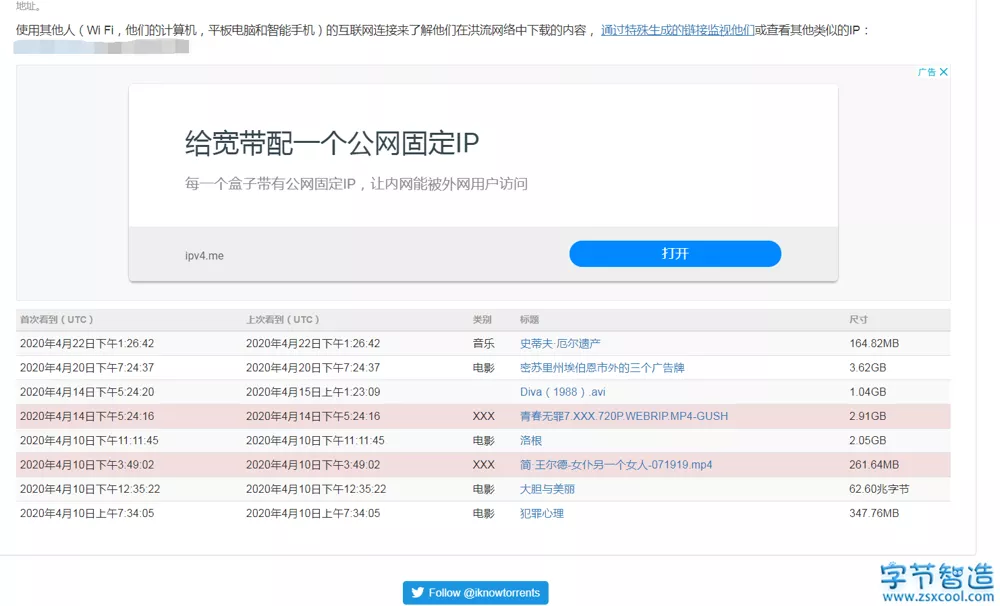 地址。
使用其他人（Wi Fi，他们的计算机，平板电脑和智能手机）的互联网连接来了解他们在洪流网络中下载的内容， 通过特殊生成的链接监视他们或查看其他类似的IP：
广告
给宽带配一个公网固定IP
每一个盒子带有公网固定IP，让内网能被外网用户访问
ipv4.me 打开
首次看到（UTC） 上次看到（UTC） 类别 标题 尺寸
2020年4月22日下午1:26:42 2020年4月22日下午1:26:42 音乐 史蒂夫·厄尔遗产 164.82MB
2020年4月20日下午7:24:37 2020年4月20日下午7:24:37 电影 密苏里州埃伯恩市外的三个广告牌 3.62GB
2020年4月14日下午5:24:20 2020年4月15日上午1:23:09 Diva（1988）.avi 1.04GB
2020年4月14日下午5:24:16 2020年4月14日下午5:24:16 XXX 青春无罪7.XXX.720P.WEBRIP.MP4-GUSH 2.91GB
2020年4月10日下午11:11:45 2020年4月10日下午11:11:45 电影 洛根 2.05GB
2020年4月10日下午3:49:02 2020年4月10日下午3:49:02 XXX 简·王尔德-女仆另一个女人-071919.mp4 261.64MB
2020年4月10日下午12:35:22 2020年4月10日下午12:35:22 电影 大胆与美丽 62.60兆字节
2020年4月10日上午7:34:05 2020年4月10日上午7:34:05 电影 犯罪心理 347.76MB
Follow @iknowtorrents
字节智造
www.zsxcool.com